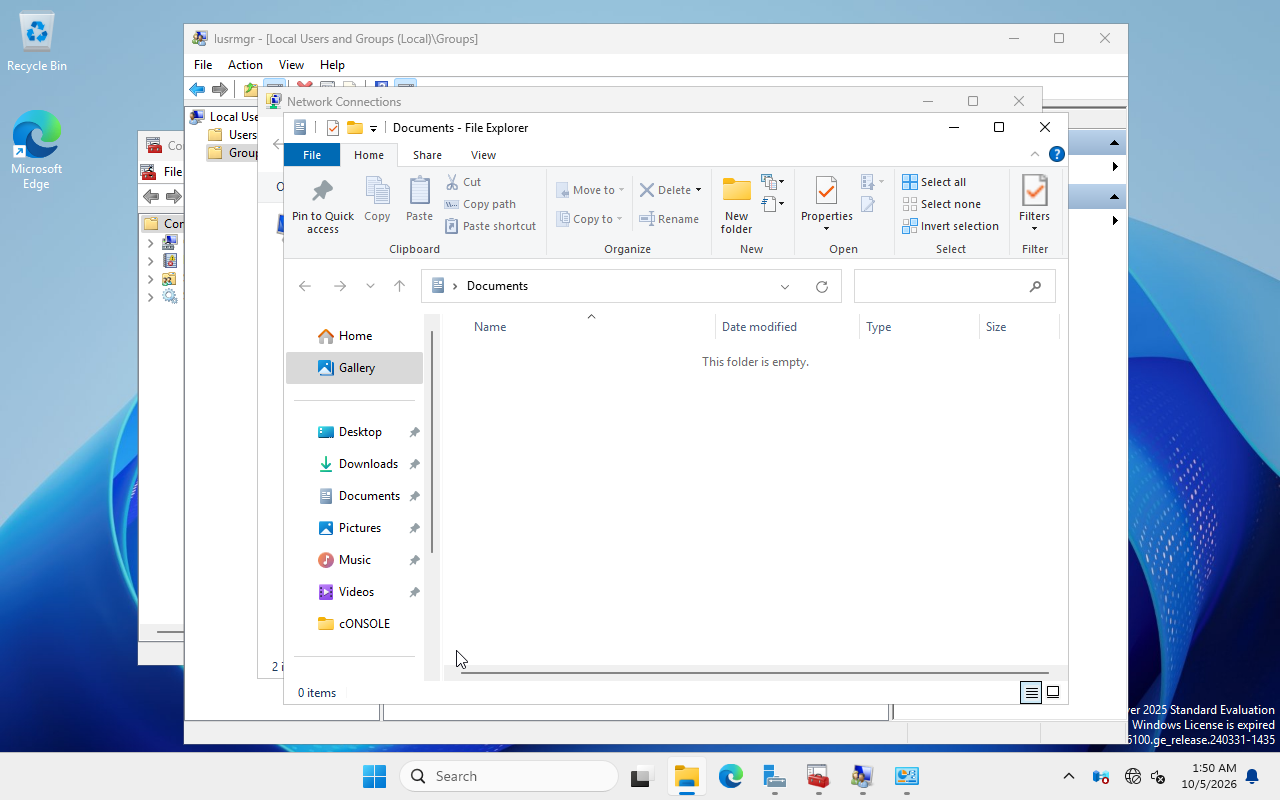 Recycle Bin
Microsoft
Edge
lusrmgr - [Local Users and Groups (Local)\Groups]
File
Action
View
Help
File
Network Connections
Documents - File Explorer
File
Home
Share
View
Pin to Quick
access
Copy
Paste
Cut
Copy path
Paste shortcut
Clipboard
Move to
Copy to
Delete
Rename
Organize
New
folder
New
Properties
Open
Select all
Select none
Invert selection
Select
Filters
Filter
Documents
Name
Date modified
Type
Size
This folder is empty.
Home
Gallery
Desktop
Downloads
Documents
Pictures
Music
Videos
cONSOLE
0 items
Users
2025 Standard Evaluation
Windows License is expired
ge_release.240331-1435
Search
1:50 AM
10/5/2026